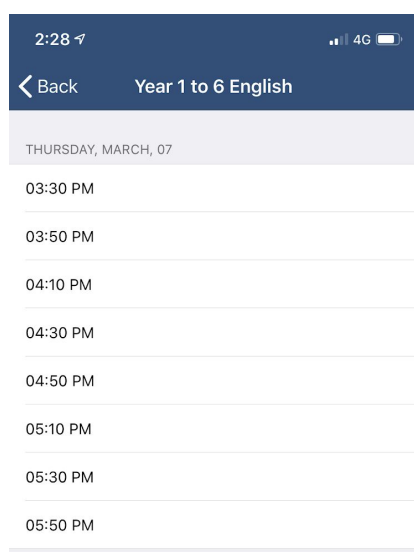 2:28 4G
Back Year 1 to 6 English
THURSDAY, MARCH, 07
03:30 PM
03:50 PM
04:10 PM
04:30 PM
04:50 PM
05:10 PM
05:30 PM
05:50 PM